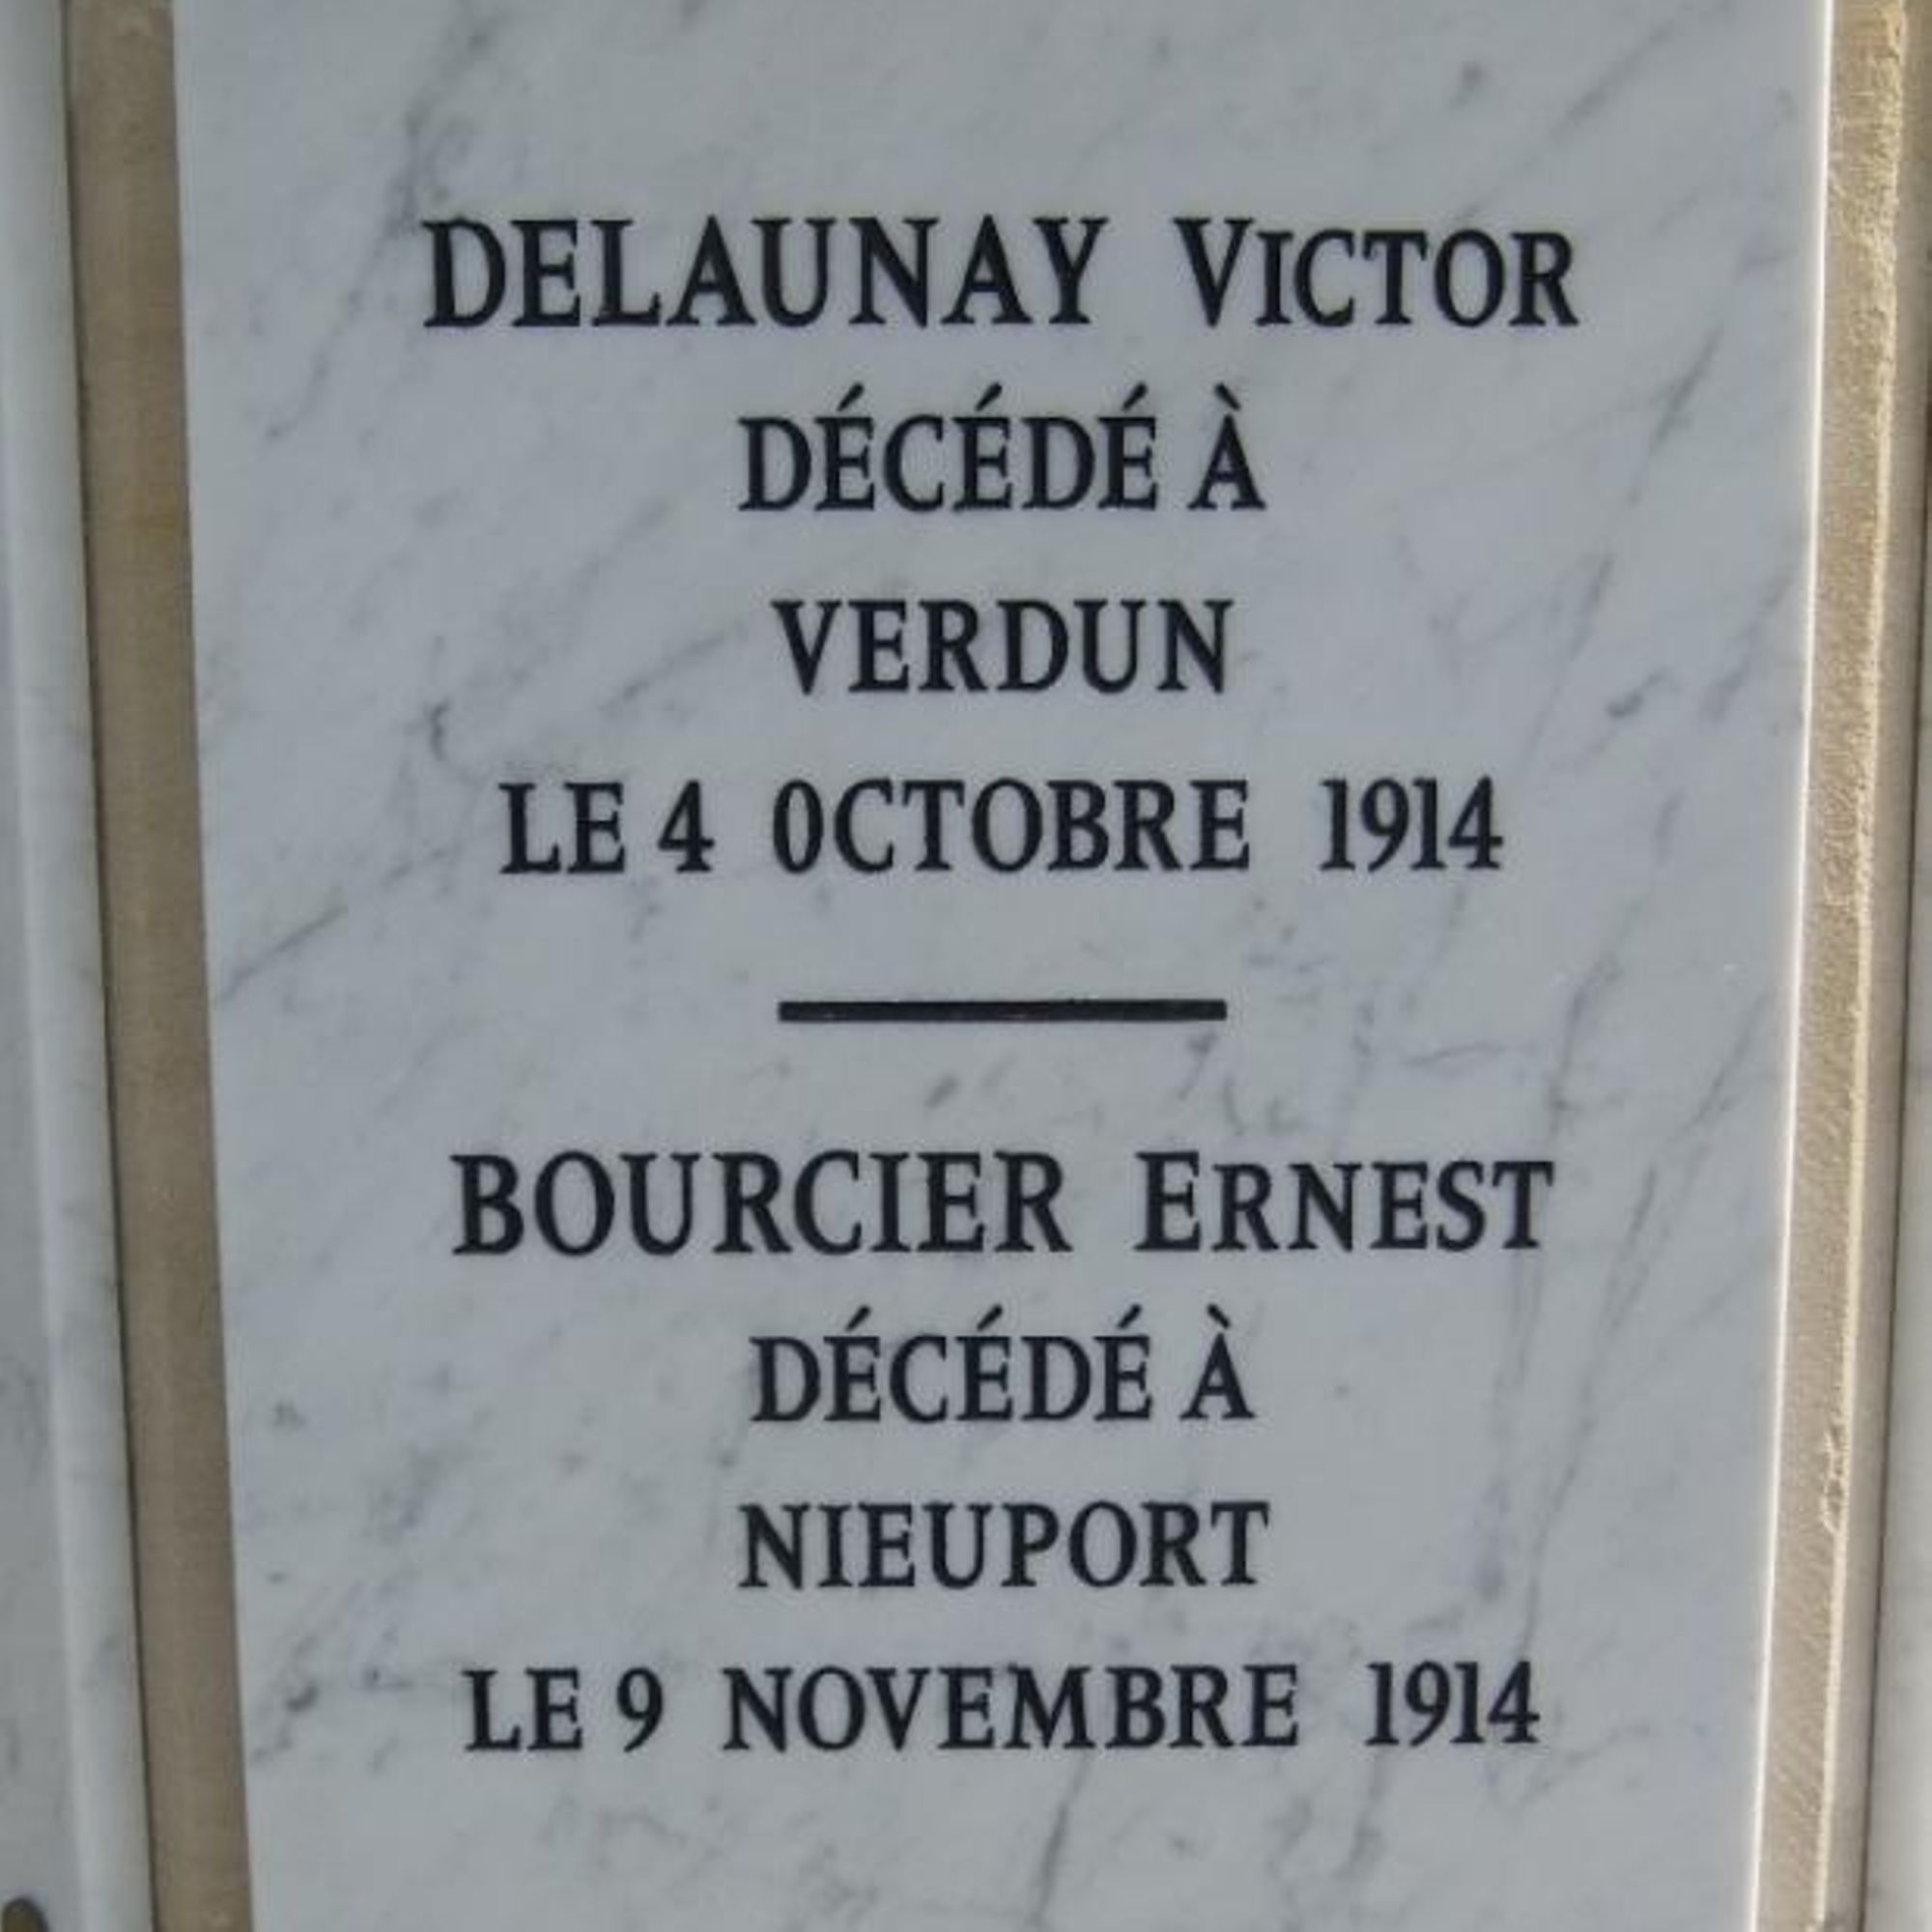 DELAUNAY VICTOR
DÉCÉDÉ À
VERDUN
LE 4 0CTOBRE 1914
BOURCIER ERNEST
DÉCÉDÉ À
NIEUPORT
LE 9 NOVEMBRE 1914